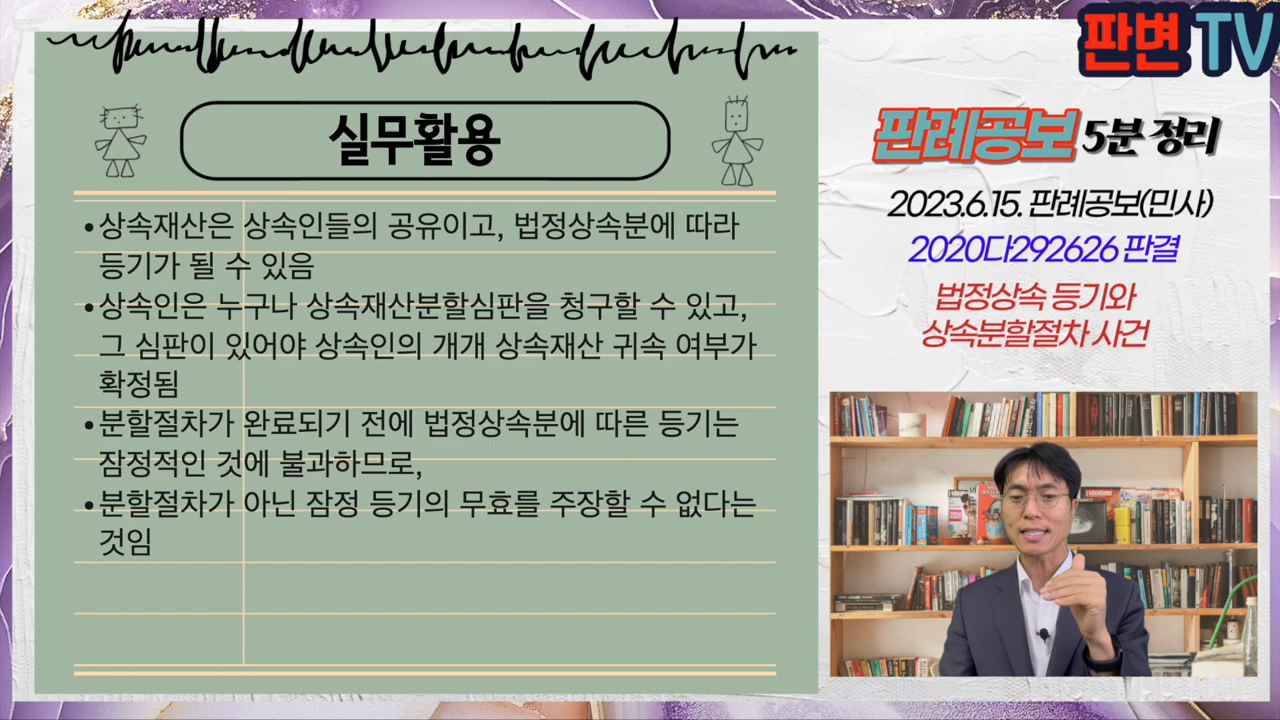 판변 TV
실무활용
•상속재산은 상속인들의 공유이고, 법정상속분에 따라
등기가 될 수 있음
•상속인은 누구나 상속재산분할심판을 청구할 수 있고,
그 심판이 있어야 상속인의 개개 상속재산 귀속 여부가
확정됨
•분할절차가 완료되기 전에 법정상속분에 따른 등기는
잠정적인 것에 불과하므로,
•분할절차가 아닌 잠정 등기의 무효를 주장할 수 없다는
것임
판례공보 5분 정리
2023.6.15. 판례공보(민사)
2020다292626 판결
법정상속 등기와
상속분할절차 사건